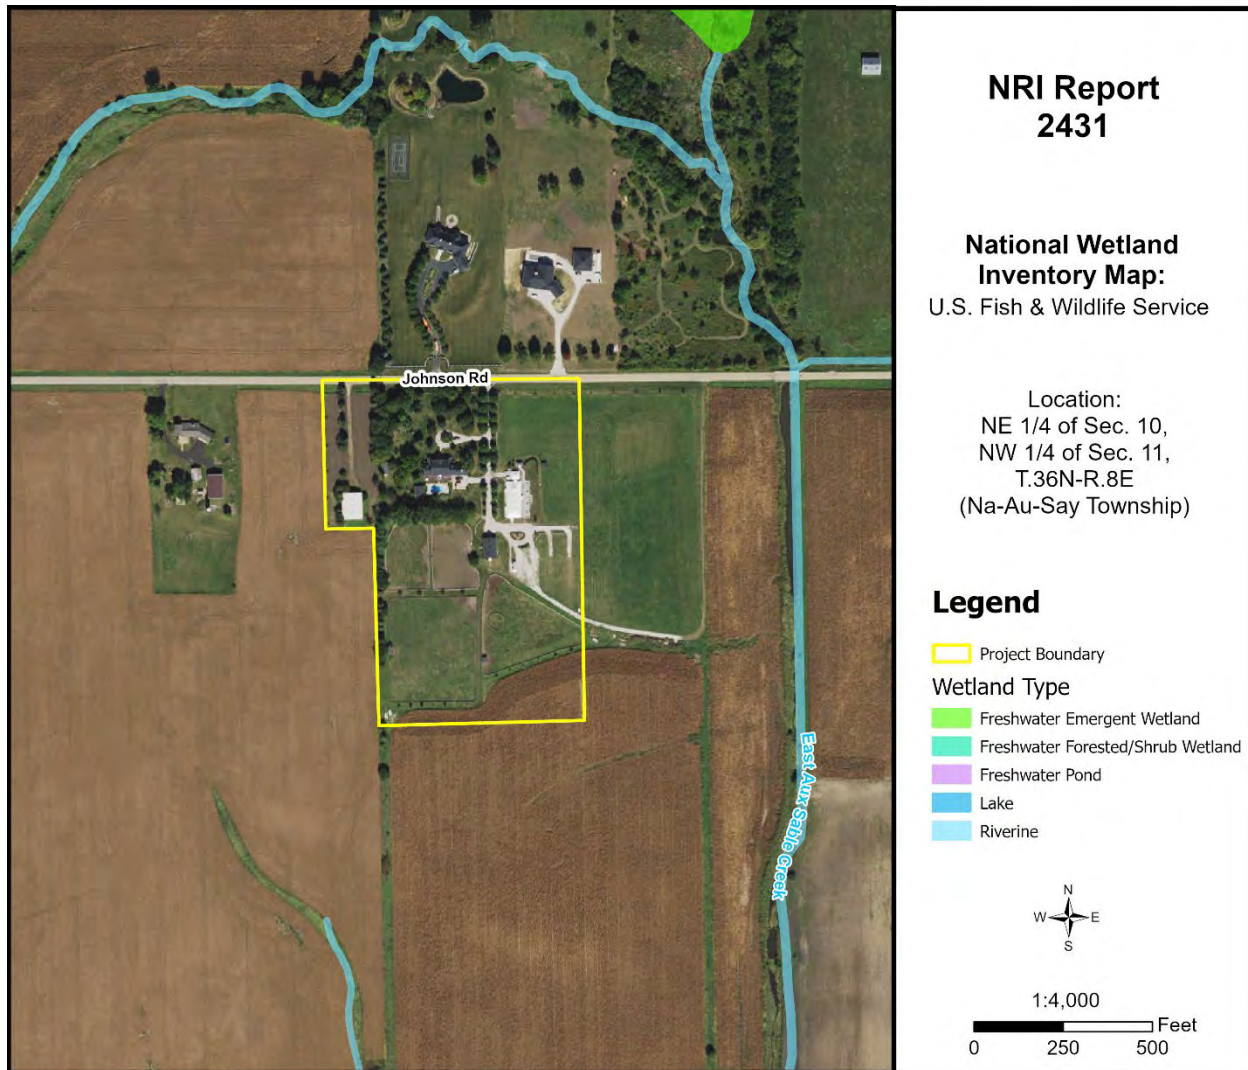 NRI Report
2431
National Wetland
Inventory Map:
U.S. Fish & Wildlife Service
Location:
NE 1/4 of Sec. 10,
NW 1/4 of Sec. 11,
T.36N-R.8E
(Na-Au-Say Township)
Legend
Project Boundary
Wetland Type
Freshwater Emergent Wetland
Freshwater Forested/Shrub Wetland
Freshwater Pond
Lake
Riverine
N
W E
S
1:4,000
Feet
0 250 500
Johnson Rd
East Aux Sable Creek